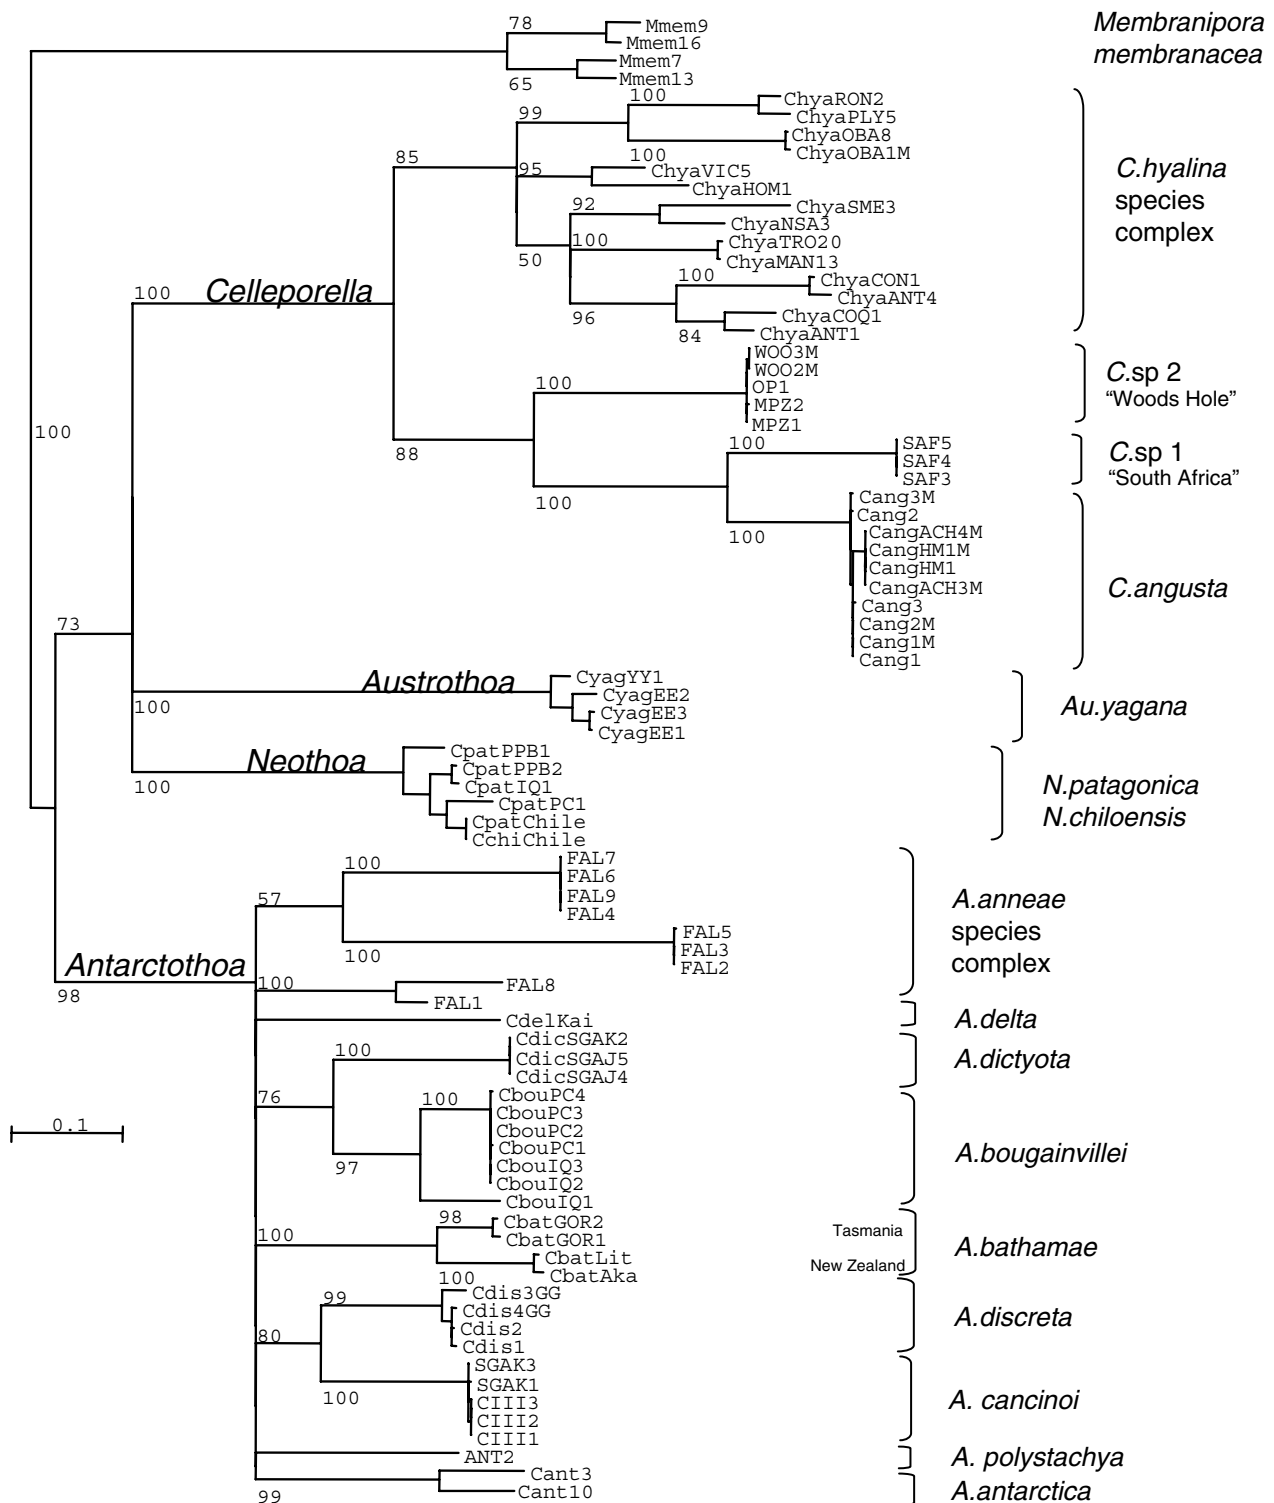 78
Mmem9
Mmem16
Mmem7
Mmem13
65
Membranipora
membranacea
100
ChyaRON2
ChyaPLY5
99
ChyaOBA8
ChyaOBA1M
85
95
100
ChyaVIC5
ChyaHOM1
92
ChyaSME3
ChyaNSA3
100
ChyaTRO20
ChyaMAN13
50
100
ChyaCON1
ChyaANT4
96
ChyaCOQ1
84
ChyaANT1
C.hyalina
species
complex
100
Celleporella
WOO3M
WOO2M
100
OP1
MPZ2
MPZ1
C.sp 2
“Woods Hole”
100
88
100
SAF5
SAF4
SAF3
C.sp 1
“South Africa”
100
Cang3M
Cang2
100
CangACH4M
CangHM1M
CangHM1
CangACH3M
Cang3
Cang2M
Cang1M
Cang1
C.angusta
73
Austrothoa
100
CyagYY1
CyagEE2
CyagEE3
CyagEE1
Au.yagana
Neothoa
100
CpatPPB1
CpatPPB2
CpatIQ1
CpatPC1
CpatChile
CchiChile
N.patagonica
N.chiloensis
100
FAL7
FAL6
FAL9
FAL4
57
FAL5
FAL3
FAL2
100
A.anneae
species
complex
Antarctothoa
98
100
FAL8
FAL1
CdelKai
A.delta
100
CdicSGAK2
CdicSGAJ5
CdicSGAJ4
A.dictyota
76
100
CbouPC4
CbouPC3
CbouPC2
CbouPC1
CbouIQ3
CbouIQ2
CbouIQ1
97
A.bougainvillei
0.1
100
98
CbatGOR2
CbatGOR1
CbatLit
CbatAka
100
Tasmania
New Zealand
A.bathamae
99
Cdis3GG
Cdis4GG
Cdis2
Cdis1
A.discreta
80
SGAK3
SGAK1
CIII3
CIII2
CIII1
100
A. cancinoi
ANT2
A. polystachya
Cant3
Cant10
99
A.antarctica